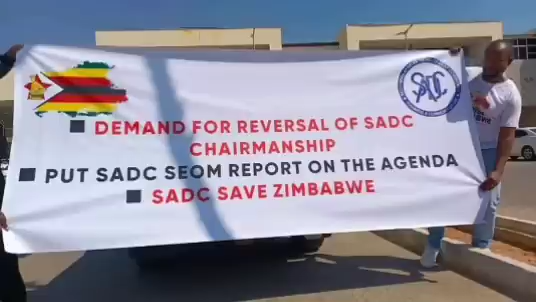 SADC
DEMAND FOR REVERSAL OF SADC
CHAIRMANSHIP
PUT SADC SEOM REPORT ON THE AGENDA
SADC SAVE ZIMBABWE